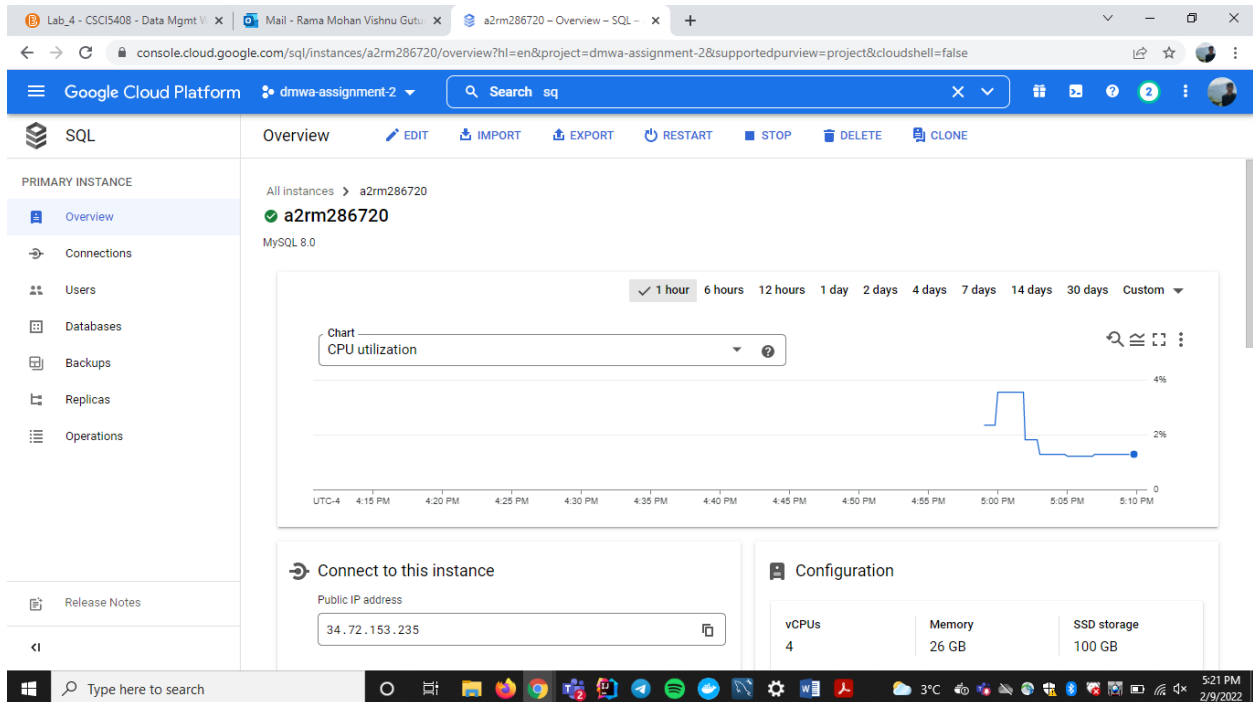 Lab_4 - CSCI5408 - Data Mgmt W
Mail - Rama Mohan Vishnu Gutu
a2rm286720 – Overview – SQL –
console.cloud.google.com/sql/instances/a2rm286720/overview?hl=en&project=dmwa-assignment-2&supportedpurview=project&cloudshell=false
Google Cloud Platform
dmwa-assignment-2
Search sq
2
SQL
Overview
EDIT
IMPORT
EXPORT
RESTART
STOP
DELETE
CLONE
PRIMARY INSTANCE
Overview
Connections
Users
Databases
Backups
Replicas
Operations
Release Notes
All instances
a2rm286720
a2rm286720
MySQL 8.0
1 hour 6 hours 12 hours 1 day 2 days 4 days 7 days 14 days 30 days Custom
Chart
CPU utilization
4%
2%
0
UTC-4 4:15 PM 4:20 PM 4:25 PM 4:30 PM 4:35 PM 4:40 PM 4:45 PM 4:50 PM 4:55 PM 5:00 PM 5:05 PM 5:10 PM
Connect to this instance
Public IP address
34.72.153.235
Configuration
vCPUs
4
Memory
26 GB
SSD storage
100 GB
Type here to search
3°C
5:21 PM
2/9/2022